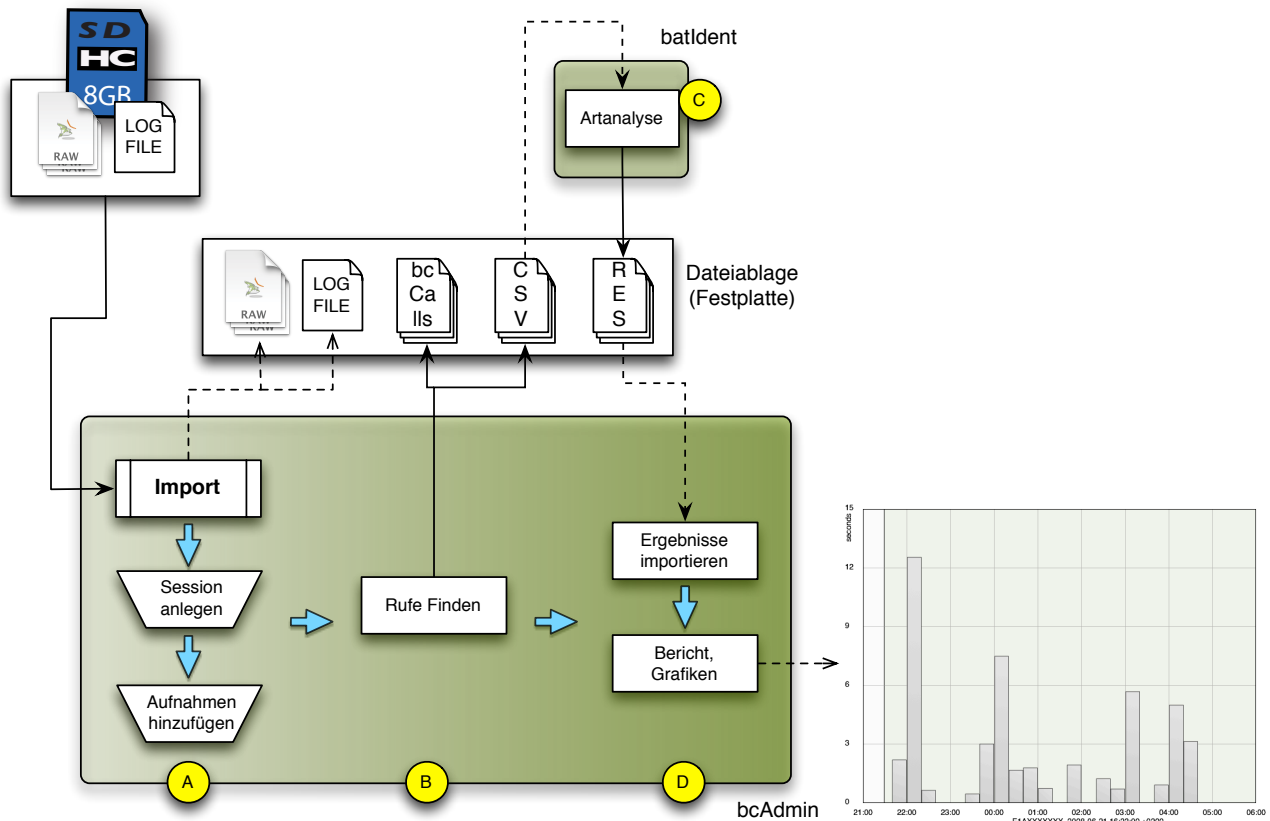 SD
HC
8GB
RAW
RAW
LOG
FILE
batIdent
Artanalyse
C
RAW
RAW
LOG
FILE
bc
Ca
lls
C
S
V
R
E
S
Dateiablage
(Festplatte)
Import
Session
anlegen
Aufnahmen
hinzufügen
Rufe Finden
Ergebnisse
importieren
Bericht,
Grafiken
A
B
D
bcAdmin
seconds
15
12
9
6
3
0
21:00 22:00 23:00 00:00 01:00 02:00 03:00 04:00 05:00 06:00